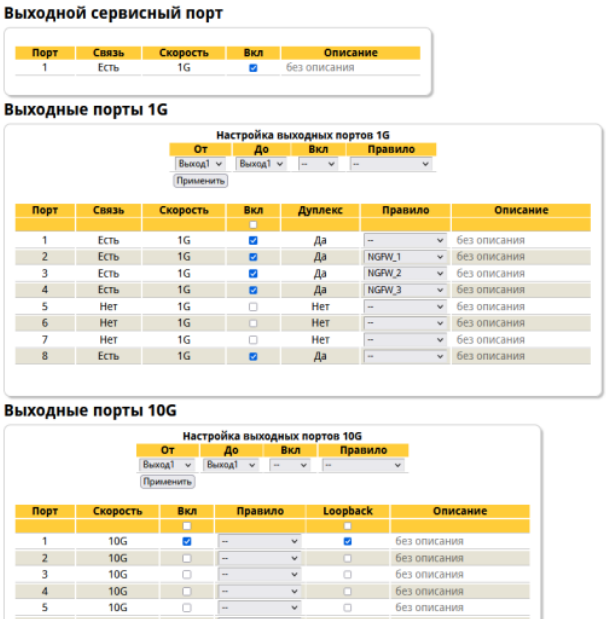 Выходной сервисный порт
Порт Связь Скорость Вкл Описание
1 Есть 1G без описания
Выходные порты 1G
Настройка выходных портов 1G
От До Вкл Правило
Выход1 Выход1 -- --
Применить
Порт Связь Скорость Вкл Дуплекс Правило Описание
1 Есть 1G Да -- без описания
2 Есть 1G Да NGFW_1 без описания
3 Есть 1G Да NGFW_2 без описания
4 Есть 1G Да NGFW_3 без описания
5 Нет 1G Нет -- без описания
6 Нет 1G Нет -- без описания
7 Нет 1G Нет -- без описания
8 Есть 1G Да -- без описания
Выходные порты 10G
Настройка выходных портов 10G
От До Вкл Правило
Выход1 Выход1 -- --
Применить
Порт Скорость Вкл Правило Loopback Описание
1 10G -- без описания
2 10G -- без описания
3 10G -- без описания
4 10G -- без описания
5 10G -- без описания